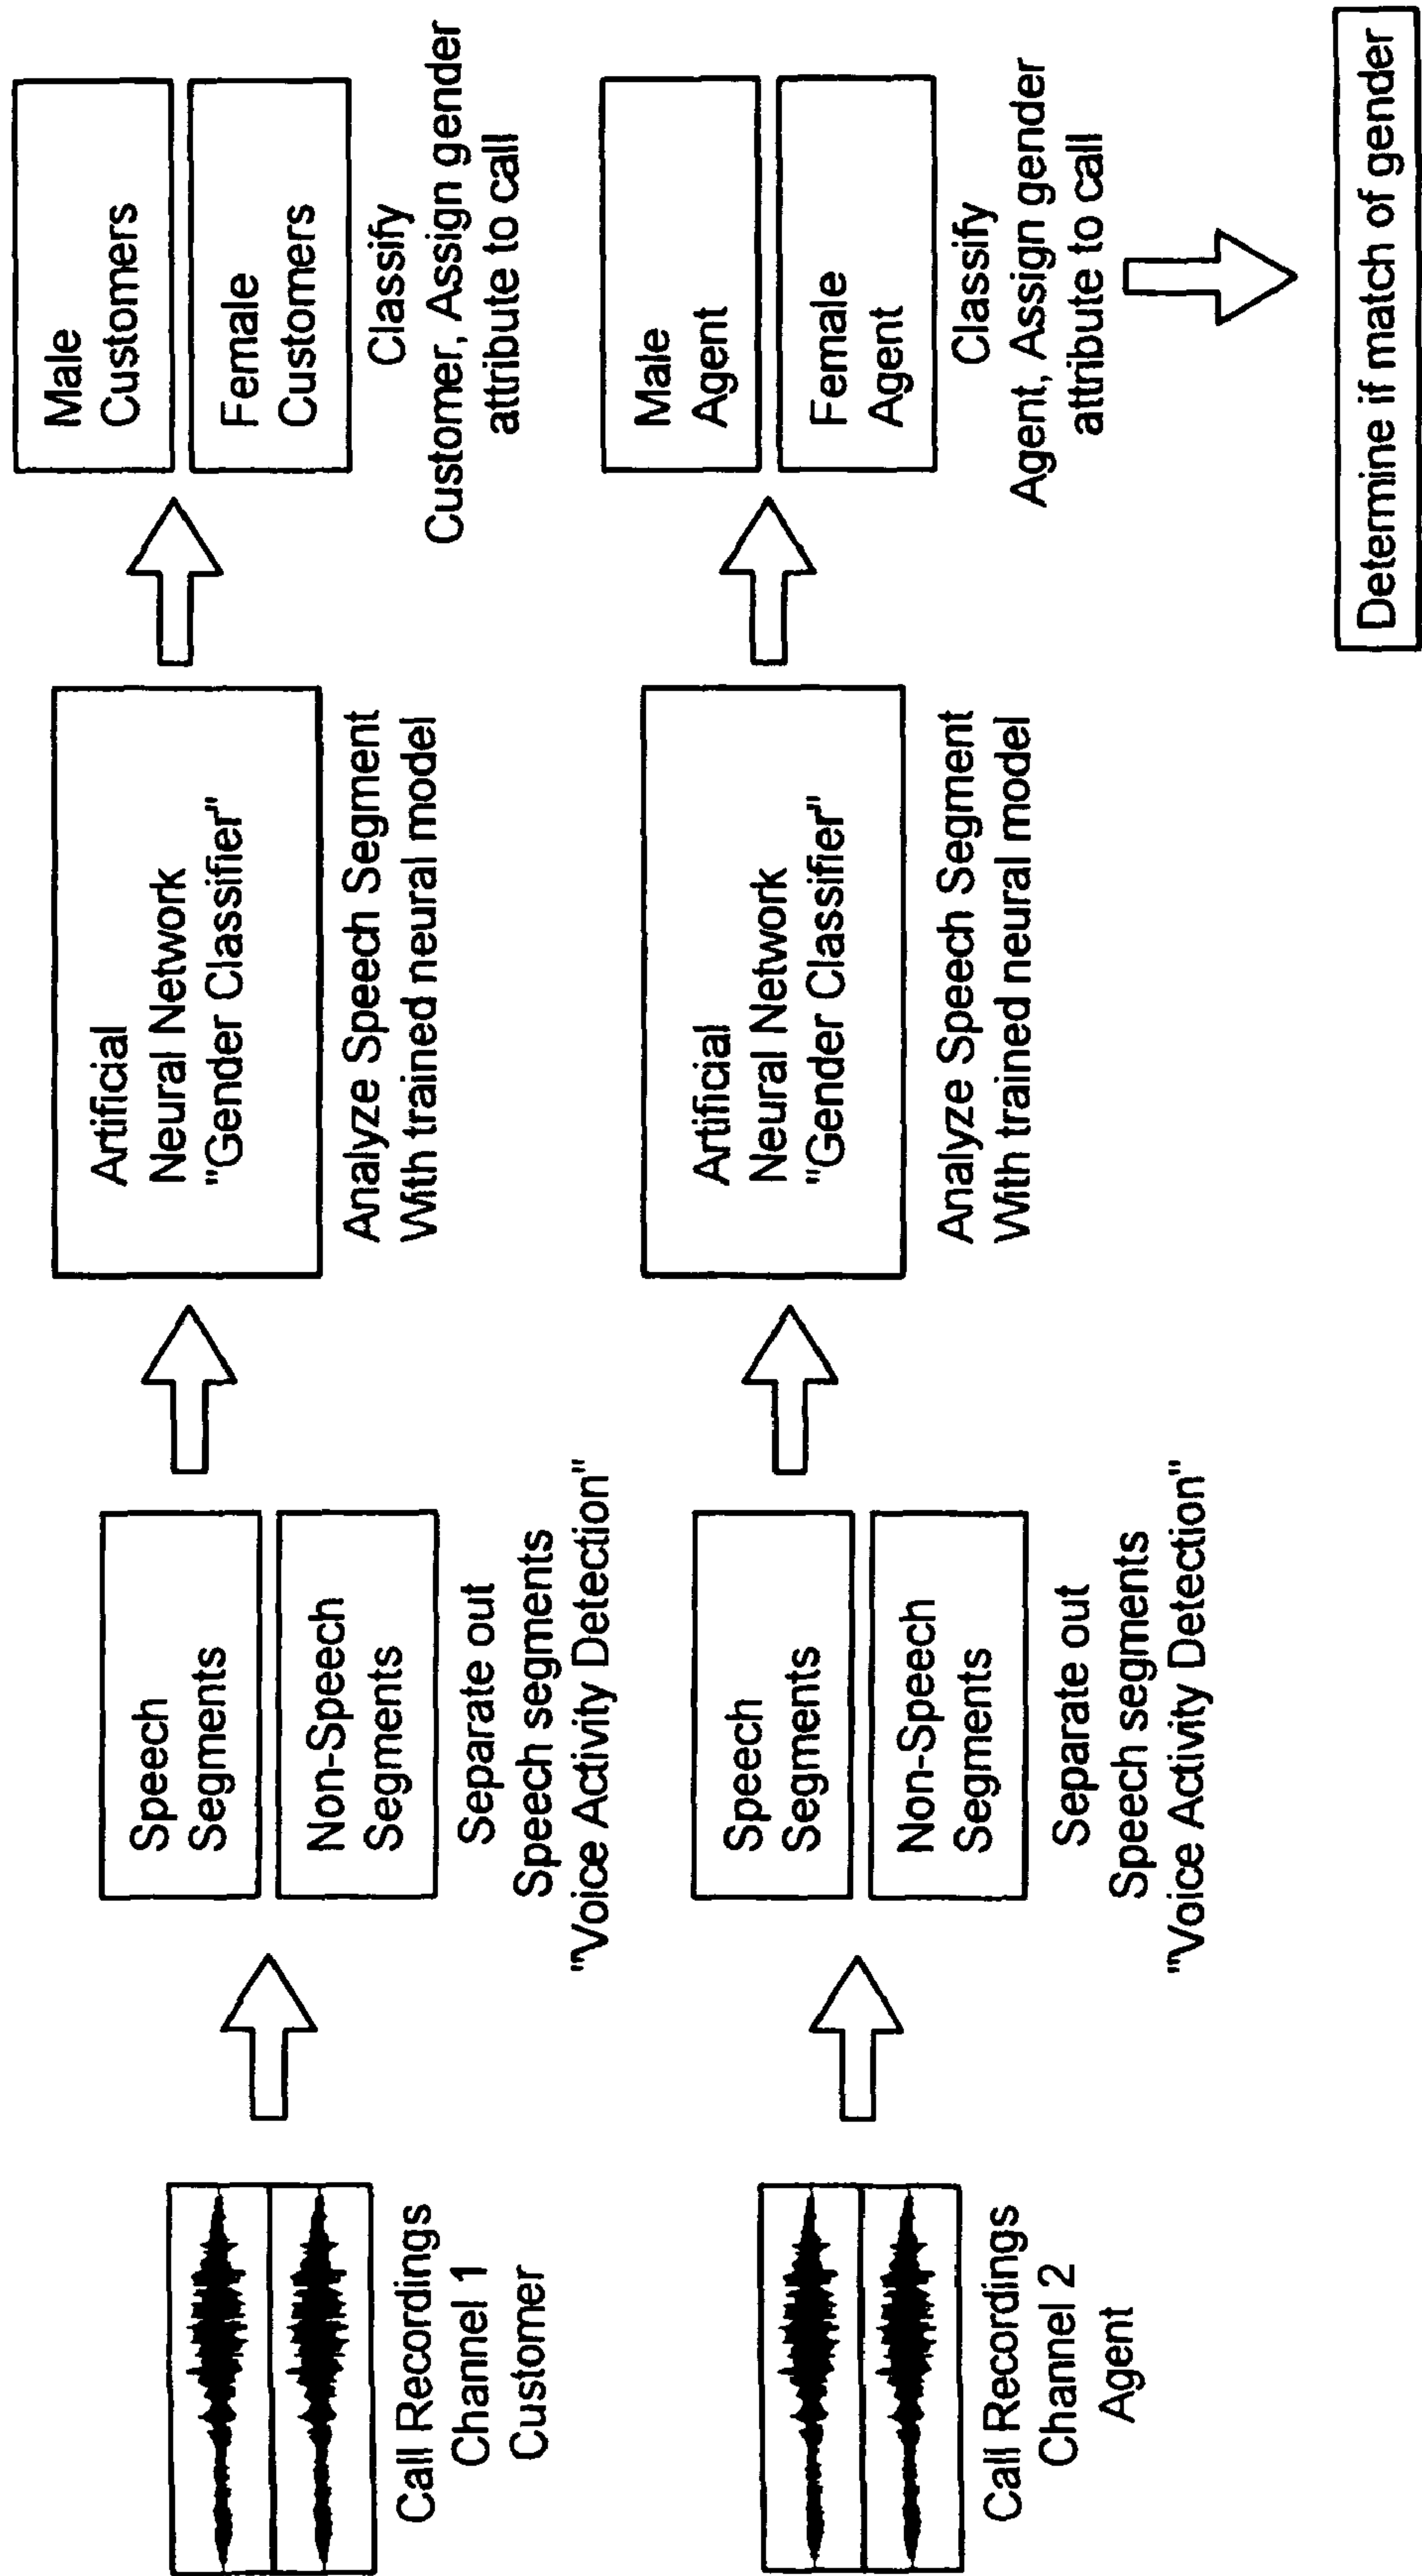 Call Recordings
Channel 1
Customer
Speech
Segments
Non-Speech
Segments
Separate out
Speech segments
"Voice Activity Detection"
Artificial
Neural Network
"Gender Classifier"
Analyze Speech Segment
With trained neural model
Male
Customers
Female
Customers
Classify
Customer, Assign gender
attribute to call
Call Recordings
Channel 2
Agent
Speech
Segments
Non-Speech
Segments
Separate out
Speech segments
"Voice Activity Detection"
Artificial
Neural Network
"Gender Classifier"
Analyze Speech Segment
With trained neural model
Male
Agent
Female
Agent
Classify
Agent, Assign gender
attribute to call
Determine if match of gender